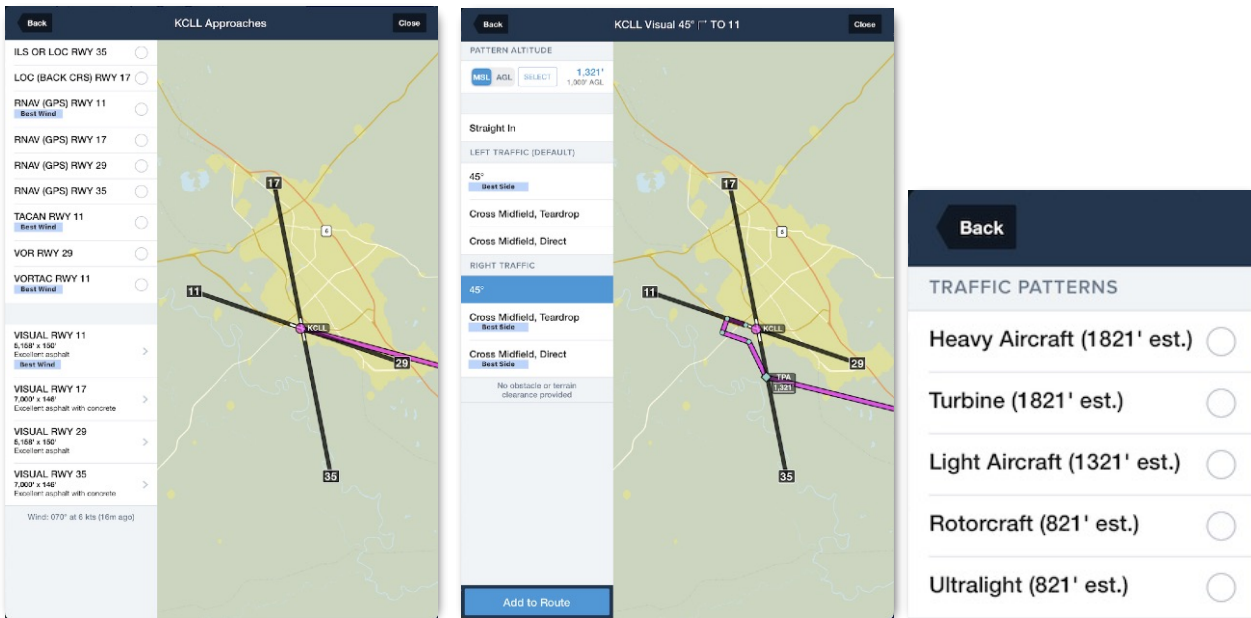 Back
KCLL Approaches
Close
ILS OR LOC RWY 35
LOC (BACK CRS) RWY 17
RNAV (GPS) RWY 11
Best Wind
RNAV (GPS) RWY 17
RNAV (GPS) RWY 29
RNAV (GPS) RWY 35
TACAN RWY 11
Best Wind
VOR RWY 29
VORTAC RWY 11
Best Wind
VISUAL RWY 11
5,158' x 150'
Excellent asphalt
Best Wind
VISUAL RWY 17
7,000' x 146'
Excellent asphalt with concrete
VISUAL RWY 29
5,158' x 150'
Excellent asphalt
VISUAL RWY 35
7,000' x 146'
Excellent asphalt with concrete
Wind: 070° at 6 kts (16m ago)
17
6
11
KCLL
29
35
Back
KCLL Visual 45° TO 11
Close
PATTERN ALTITUDE
MSL AGL SELECT 1,321'
1,000' AGL
Straight In
LEFT TRAFFIC (DEFAULT)
45°
Best Side
Cross Midfield, Teardrop
Cross Midfield, Direct
RIGHT TRAFFIC
45°
Cross Midfield, Teardrop
Best Side
Cross Midfield, Direct
Best Side
No obstacle or terrain
clearance provided
Add to Route
17
6
11
KCLL
29
TPA
1,321
35
Back
TRAFFIC PATTERNS
Heavy Aircraft (1821' est.)
Turbine (1821' est.)
Light Aircraft (1321' est.)
Rotorcraft (821' est.)
Ultralight (821' est.)